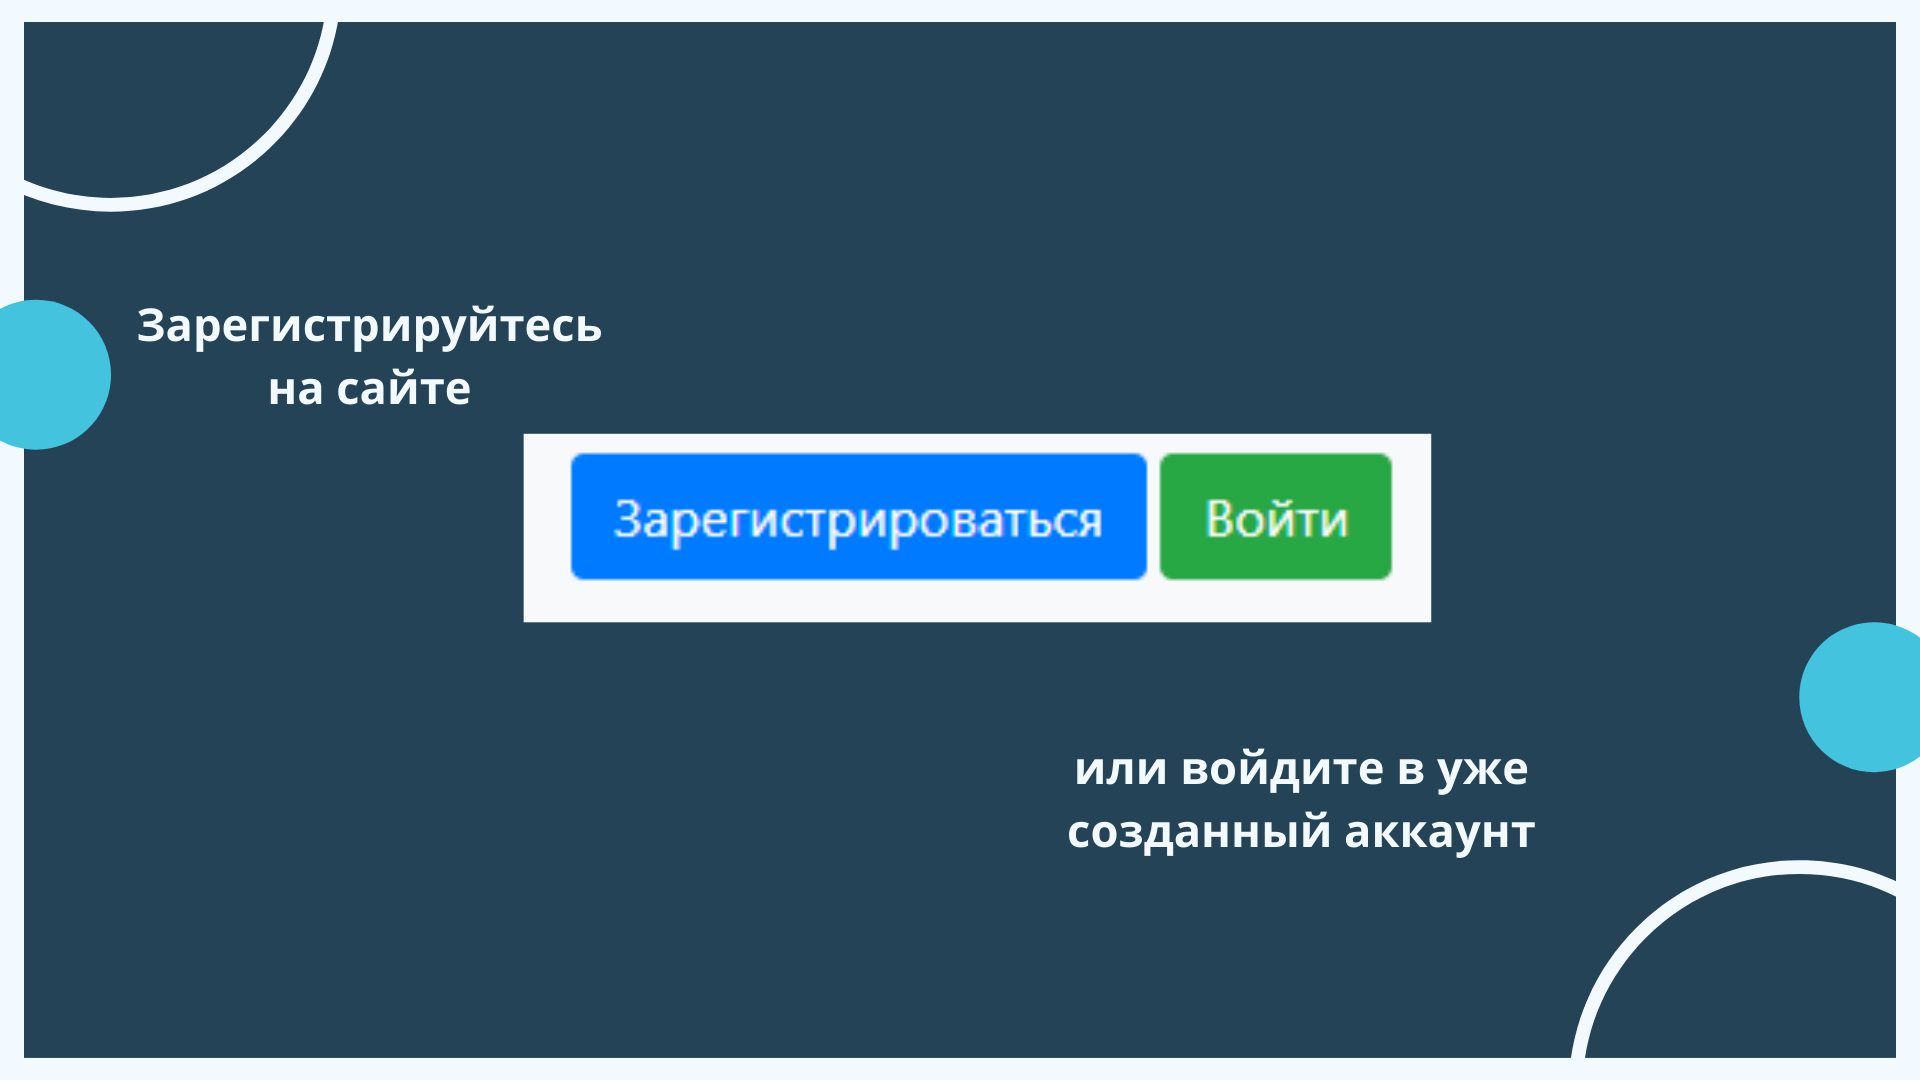 Зарегистрируйтесь
на сайте
Зарегистрироваться Войти
или войдите в уже
созданный аккаунт